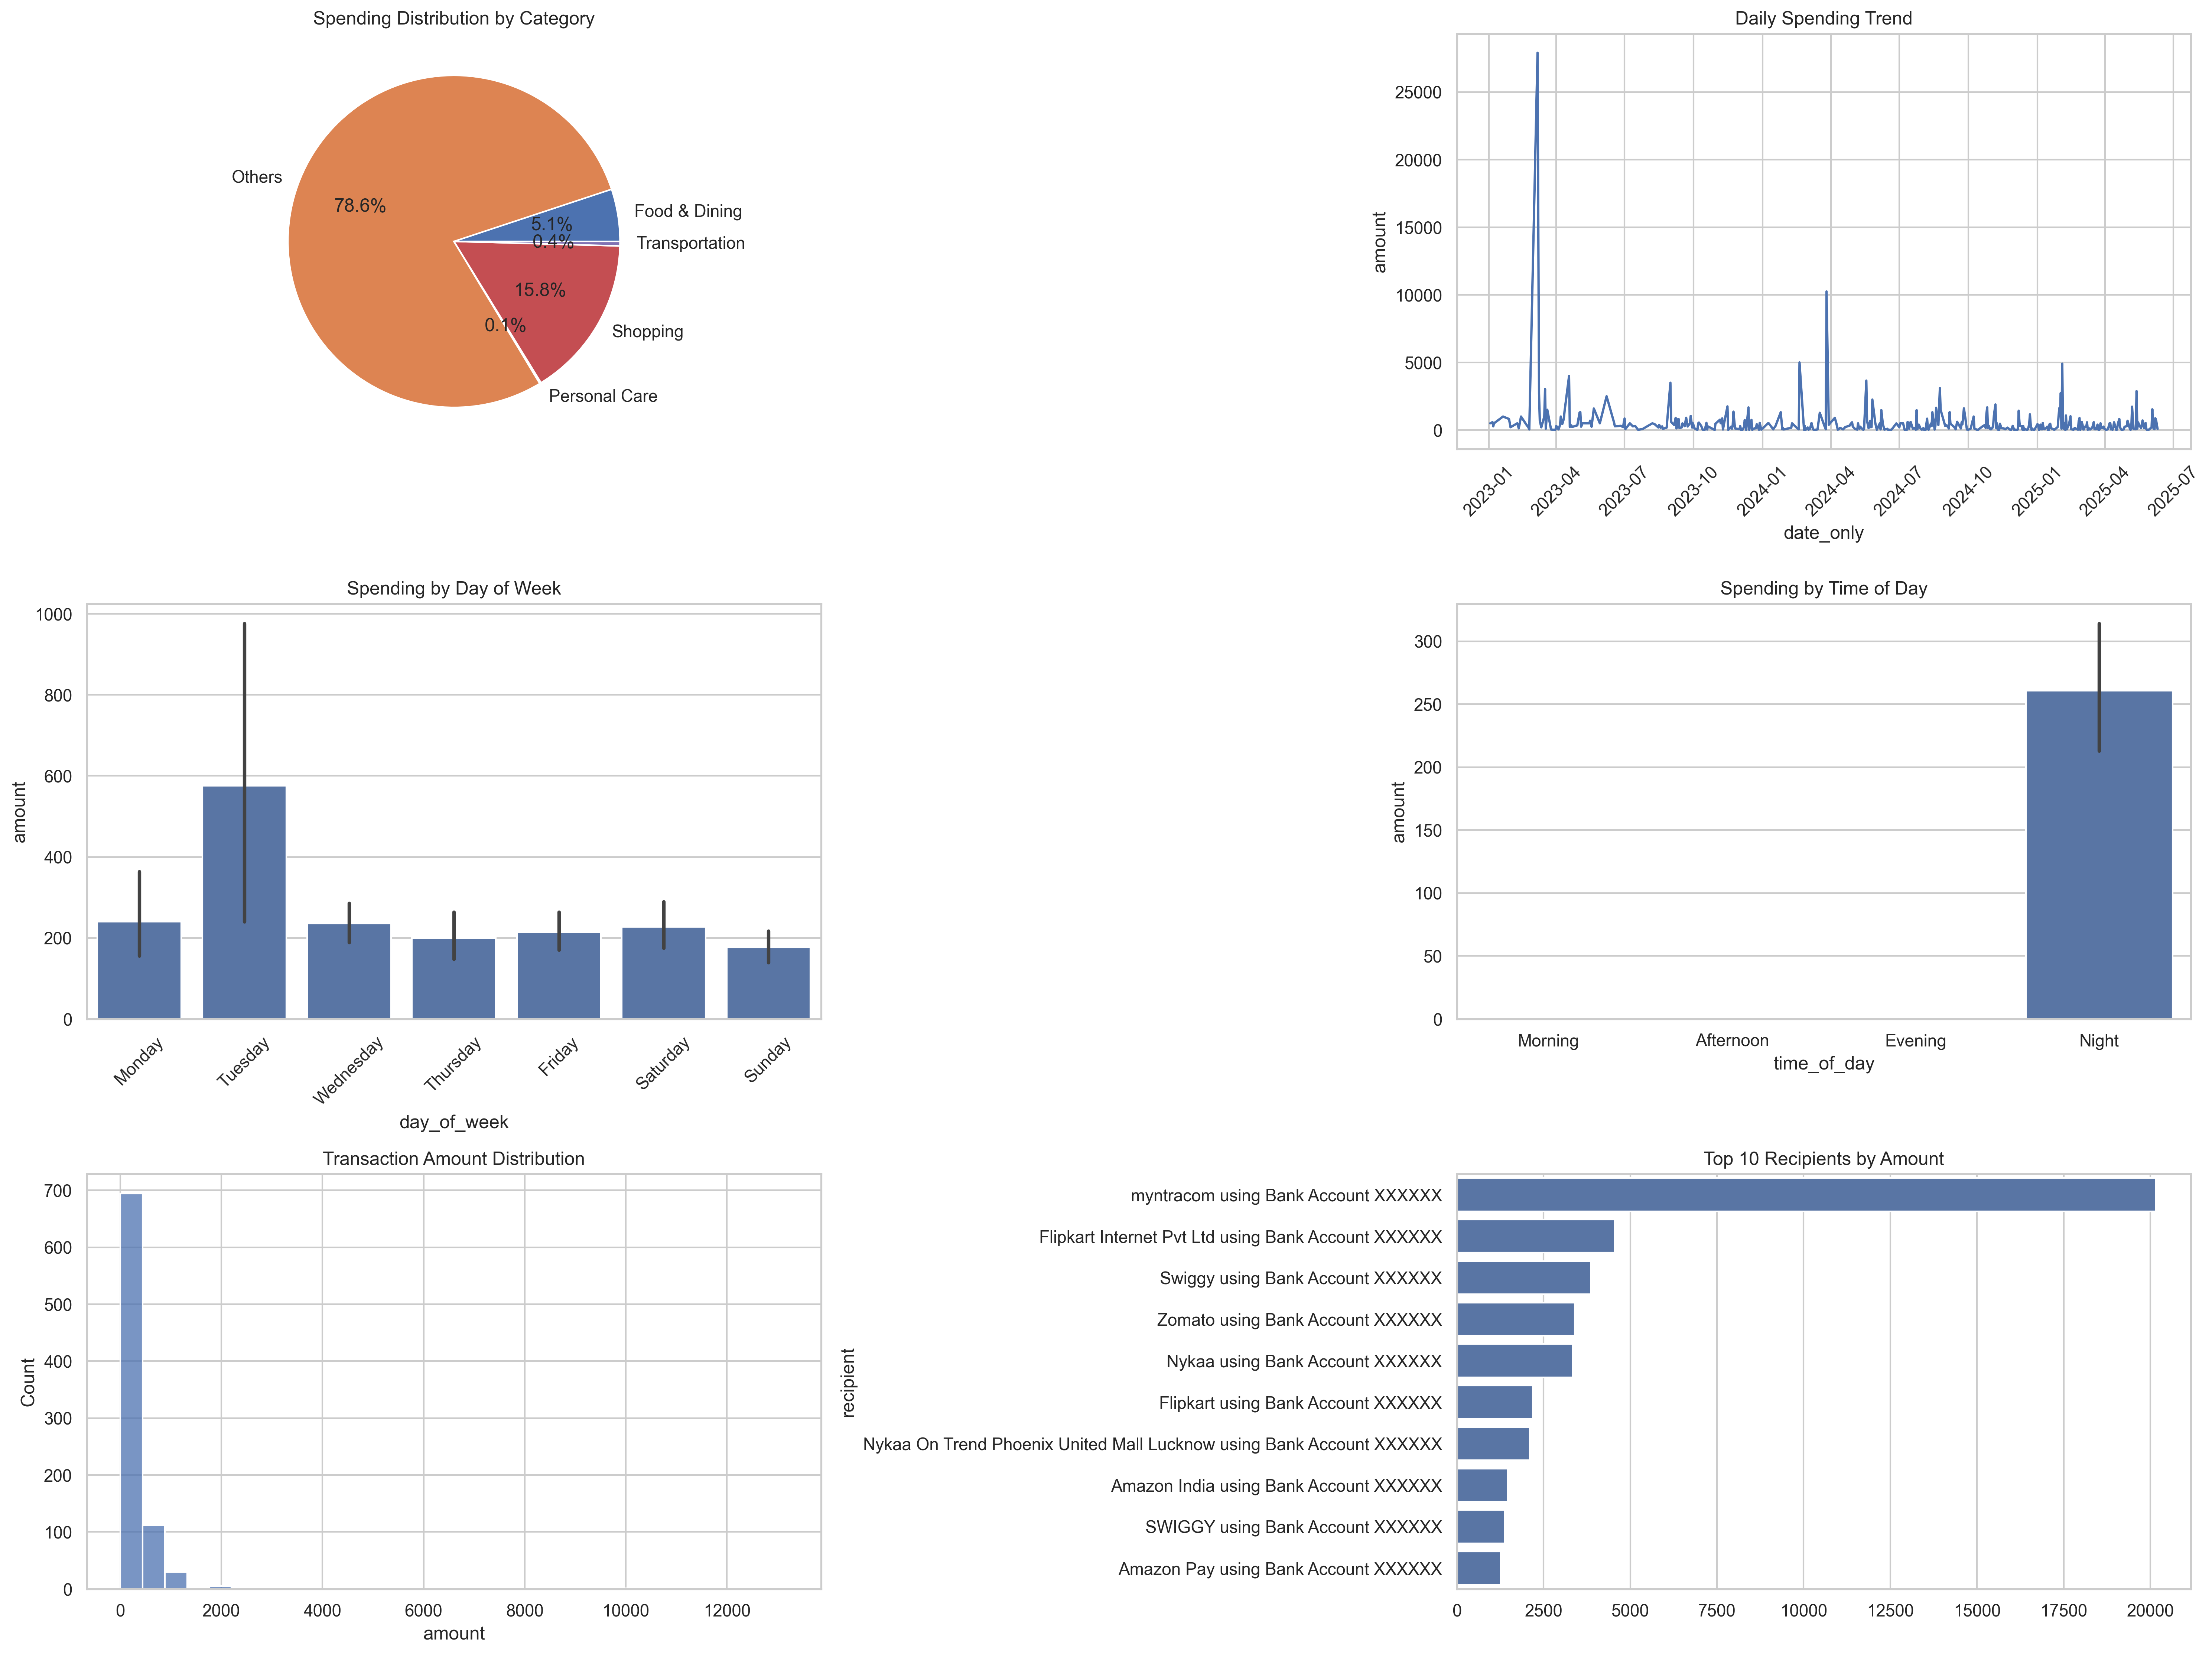 Spending Distribution by Category
Others
78.6%
Food & Dining
5.1%
0.4%
Transportation
15.8%
Shopping
0.1%
Personal Care
Daily Spending Trend
amount
25000
20000
15000
10000
5000
0
2023-01
2023-04
2023-07
2023-10
2024-01
2024-04
2024-07
2024-10
2025-01
2025-04
2025-07
date_only
Spending by Day of Week
amount
1000
800
600
400
200
0
Monday
Tuesday
Wednesday
Thursday
Friday
Saturday
Sunday
day_of_week
Spending by Time of Day
amount
300
250
200
150
100
50
0
Morning
Afternoon
Evening
Night
time_of_day
Transaction Amount Distribution
Count
700
600
500
400
300
200
100
0
0
2000
4000
6000
8000
10000
12000
amount
Top 10 Recipients by Amount
recipient
myntracom using Bank Account XXXXXX
Flipkart Internet Pvt Ltd using Bank Account XXXXXX
Swiggy using Bank Account XXXXXX
Zomato using Bank Account XXXXXX
Nykaa using Bank Account XXXXXX
Flipkart using Bank Account XXXXXX
Nykaa On Trend Phoenix United Mall Lucknow using Bank Account XXXXXX
Amazon India using Bank Account XXXXXX
SWIGGY using Bank Account XXXXXX
Amazon Pay using Bank Account XXXXXX
0
2500
5000
7500
10000
12500
15000
17500
20000